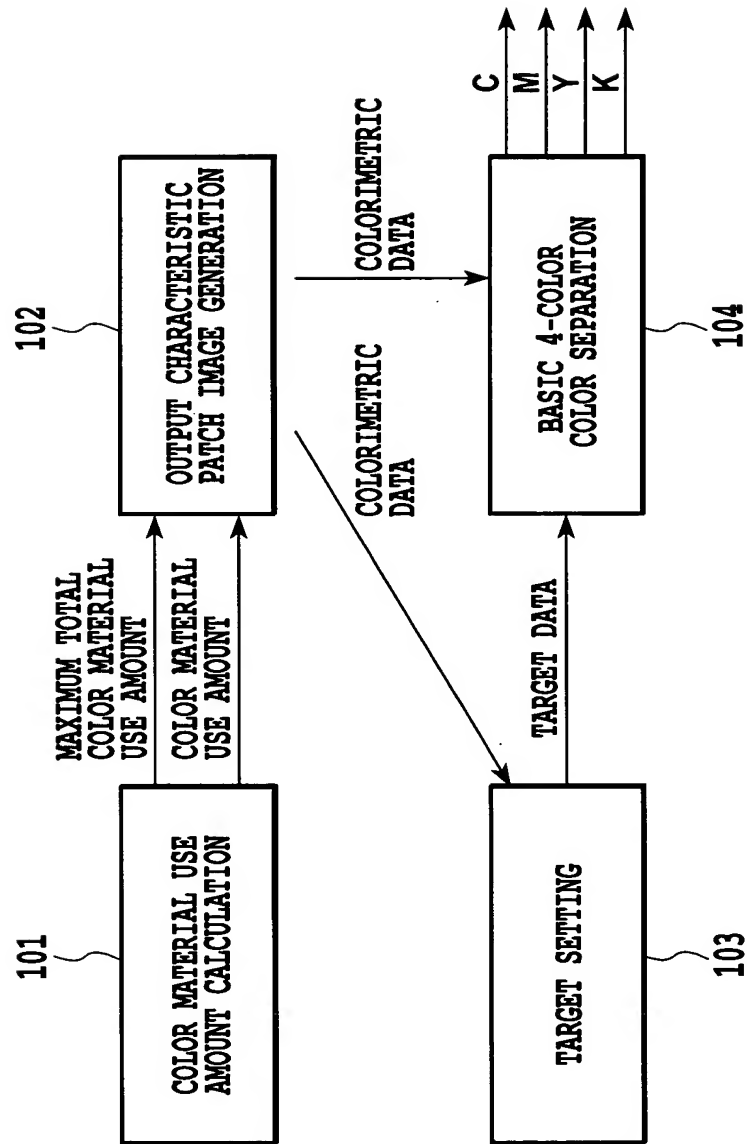 101
COLOR MATERIAL USE
AMOUNT CALCULATION
MAXIMUM TOTAL
COLOR MATERIAL
USE AMOUNT
COLOR MATERIAL
USE AMOUNT
102
OUTPUT CHARACTERISTIC
PATCH IMAGE GENERATION
COLORIMETRIC
DATA
COLORIMETRIC
DATA
TARGET SETTING
103
TARGET DATA
BASIC 4-COLOR
COLOR SEPARATION
104
C
M
Y
K